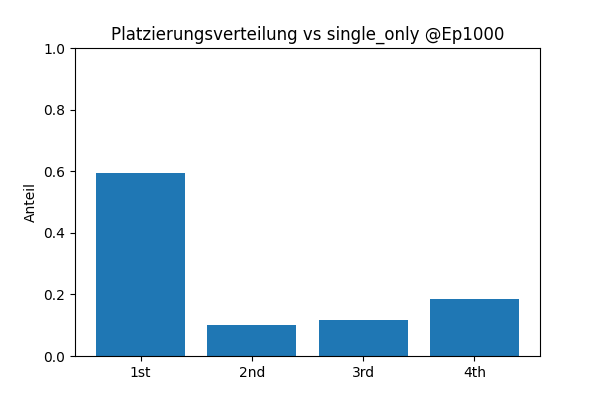 Platzierungsverteilung vs single_only @Ep1000
1.0
0.8
0.6
0.4
0.2
0.0
Anteil
1st
2nd
3rd
4th